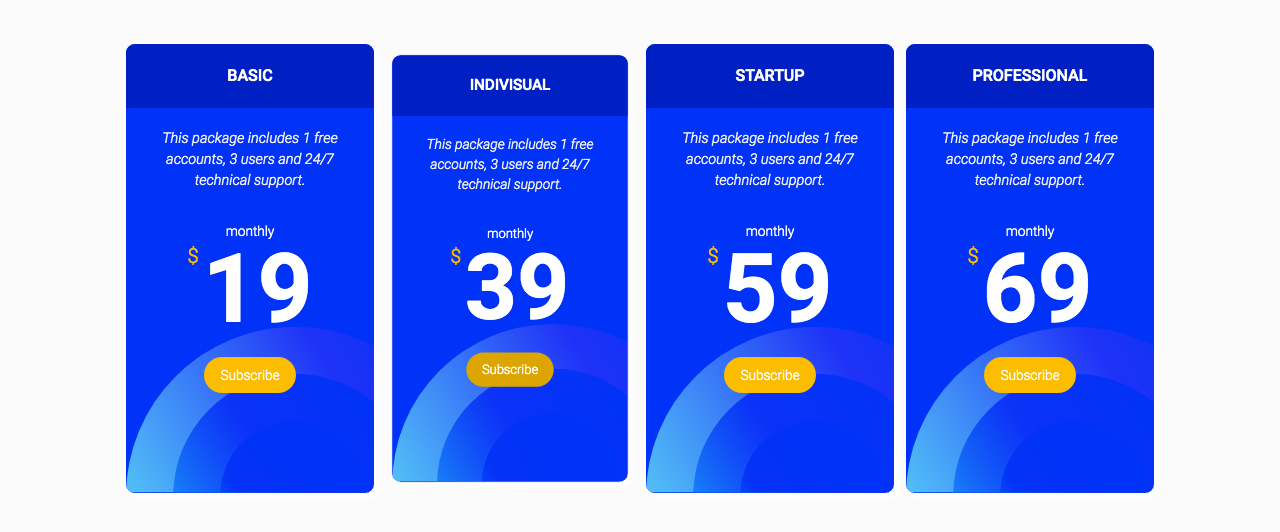 BASIC
This package includes 1 free
accounts, 3 users and 24/7
technical support.
monthly
$ 19
Subscribe
INDIVISUAL
This package includes 1 free
accounts, 3 users and 24/7
technical support.
monthly
$ 39
Subscribe
STARTUP
This package includes 1 free
accounts, 3 users and 24/7
technical support.
monthly
$ 59
Subscribe
PROFESSIONAL
This package includes 1 free
accounts, 3 users and 24/7
technical support.
monthly
$ 69
Subscribe